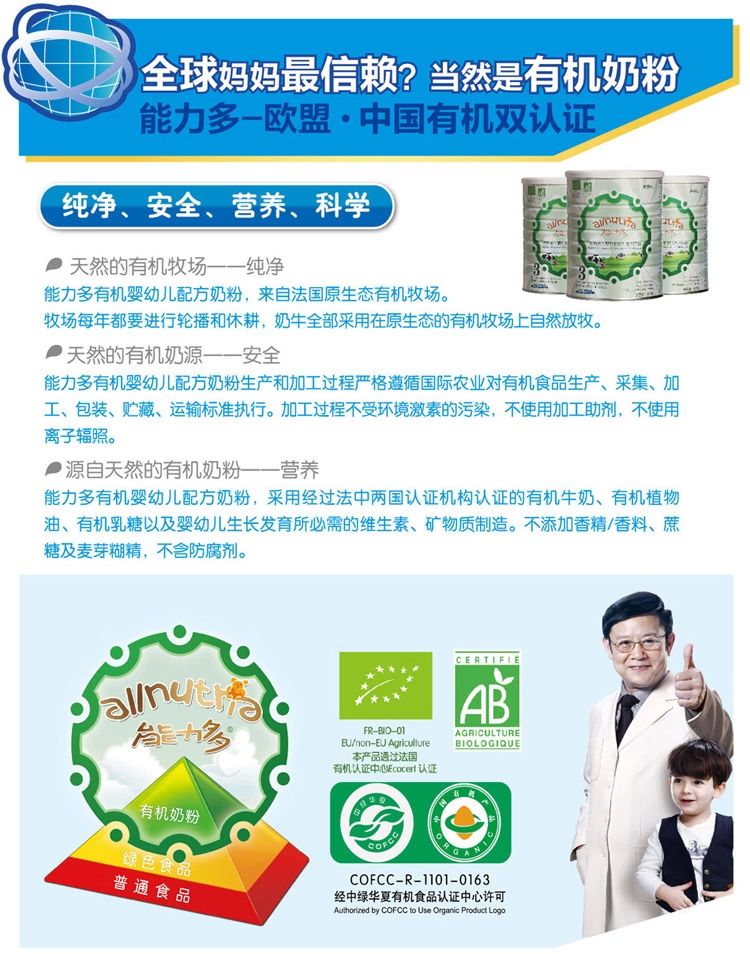 全球妈妈最信赖？当然是有机奶粉
能力多-欧盟·中国有机双认证
纯净、安全、营养、科学
天然的有机牧场——纯净
能力多有机婴幼儿配方奶粉，来自法国原生态有机牧场。
牧场每年都要进行轮播和休耕，奶牛全部采用在原生态的有机牧场上自然放牧。
天然的有机奶源——安全
能力多有机婴幼儿配方奶粉生产和加工过程严格遵循国际农业对有机食品生产、采集、加
工、包装、贮藏、运输标准执行。加工过程不受环境激素的污染，不使用加工助剂，不使用
离子辐照。
源自天然的有机奶粉——营养
能力多有机婴幼儿配方奶粉，采用经过法中两国认证机构认证的有机牛奶、有机植物
油、有机乳糖以及婴幼儿生长发育所必需的维生素、矿物质制造。不添加香精/香料、蔗
糖及麦芽糊精，不含防腐剂。
AB
allnutria
能力多
3
3
allnutria
能力多®
有机奶粉
绿色食品
普通食品
FR-BIO-01
EU/non-EU Agriculture
本产品通过法国
有机认证中心Ecocert 认证
CERTIFIÉ
AB
AGRICULTURE
BIOLOGIQUE
中绿华夏
COFCC
中国有机产品
ORGANIC
COFCC-R-1101-0163
经中绿华夏有机食品认证中心许可
Authorized by COFCC to Use Organic Product Logo